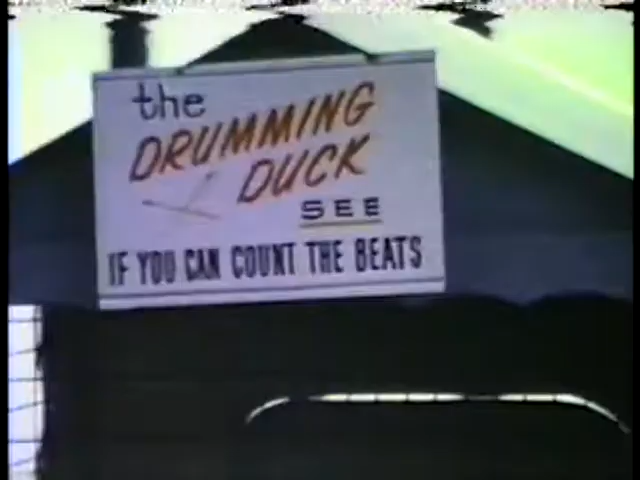 the
DRUMMING
DUCK
SEE
IF YOU CAN COUNT THE BEATS